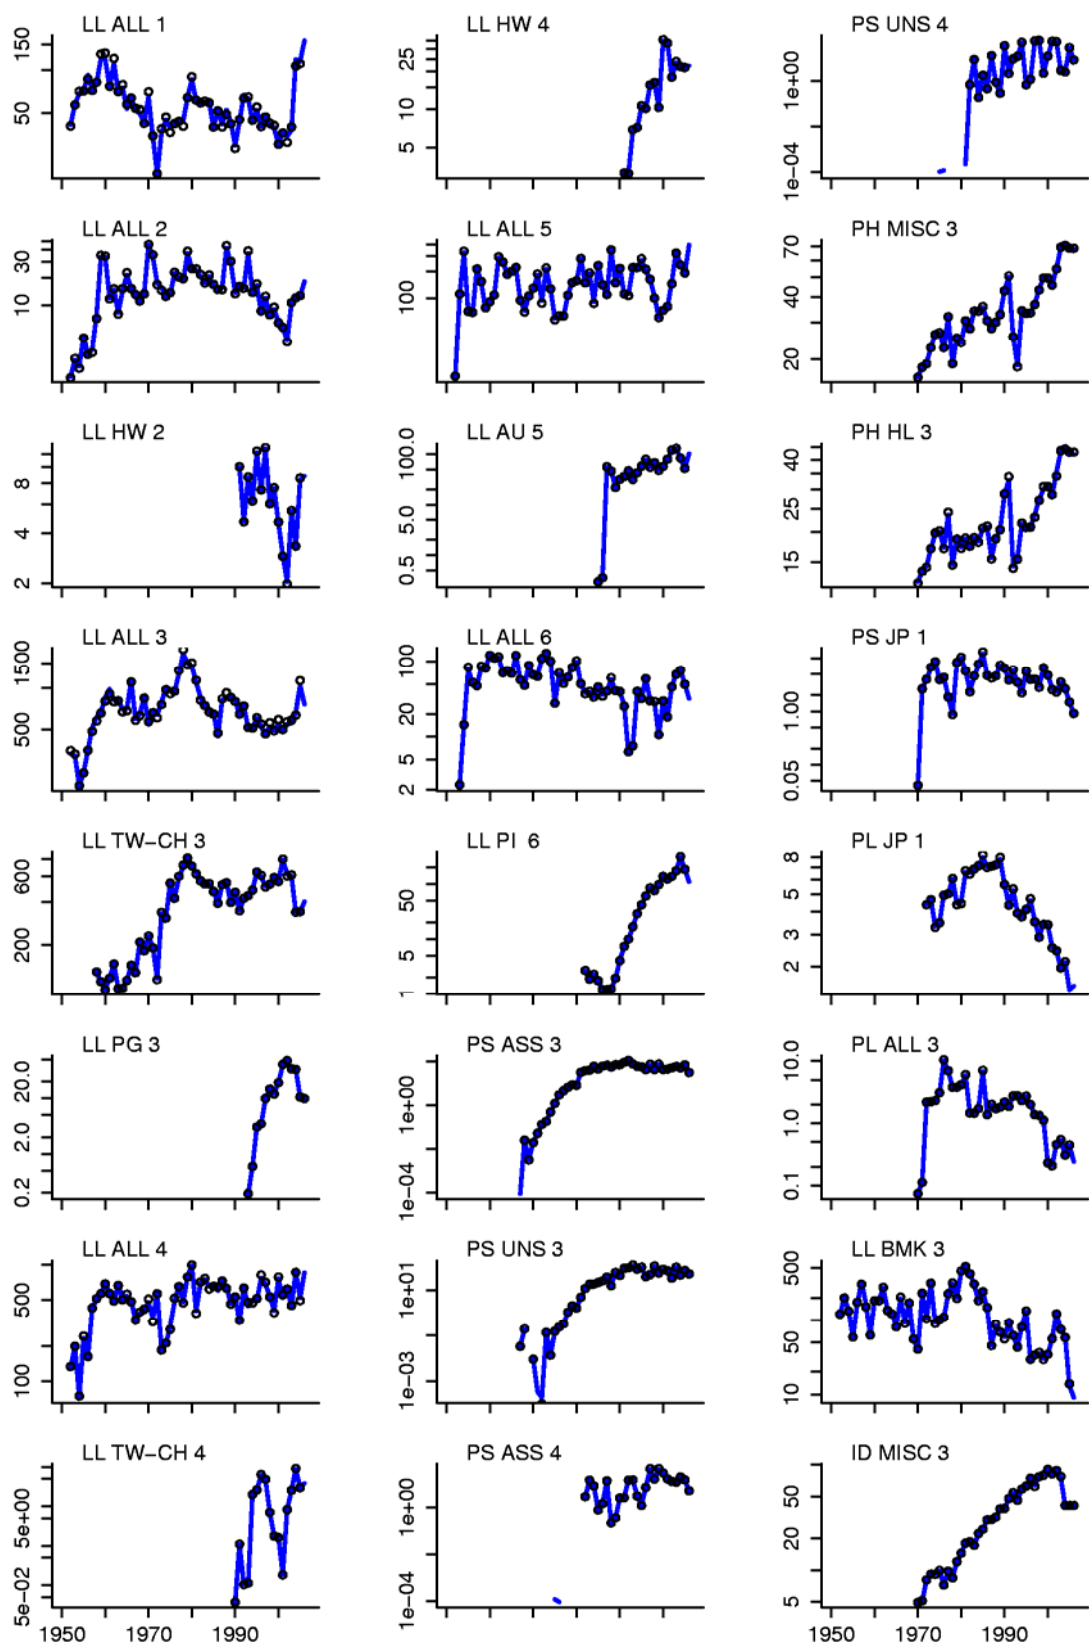 LL ALL 1
150
50
LL HW 4
25
10
5
PS UNS 4
1e+00
1e−04
LL ALL 2
30
10
LL ALL 5
100
PH MISC 3
70
40
20
LL HW 2
8
4
2
LL AU 5
100.0
5.0
0.5
PH HL 3
40
25
15
LL ALL 3
1500
500
LL ALL 6
100
20
5
2
PS JP 1
1.00
0.05
LL TW−CH 3
600
200
LL PI 6
50
5
1
PL JP 1
8
5
3
2
LL PG 3
20.0
2.0
0.2
PS ASS 3
1e+00
1e−04
PL ALL 3
10.0
1.0
0.1
LL ALL 4
500
100
PS UNS 3
1e+01
1e−03
LL BMK 3
500
50
10
LL TW−CH 4
5e+00
5e−02
1950 1970 1990
PS ASS 4
1e+00
1e−04
ID MISC 3
50
20
5
1950 1970 1990